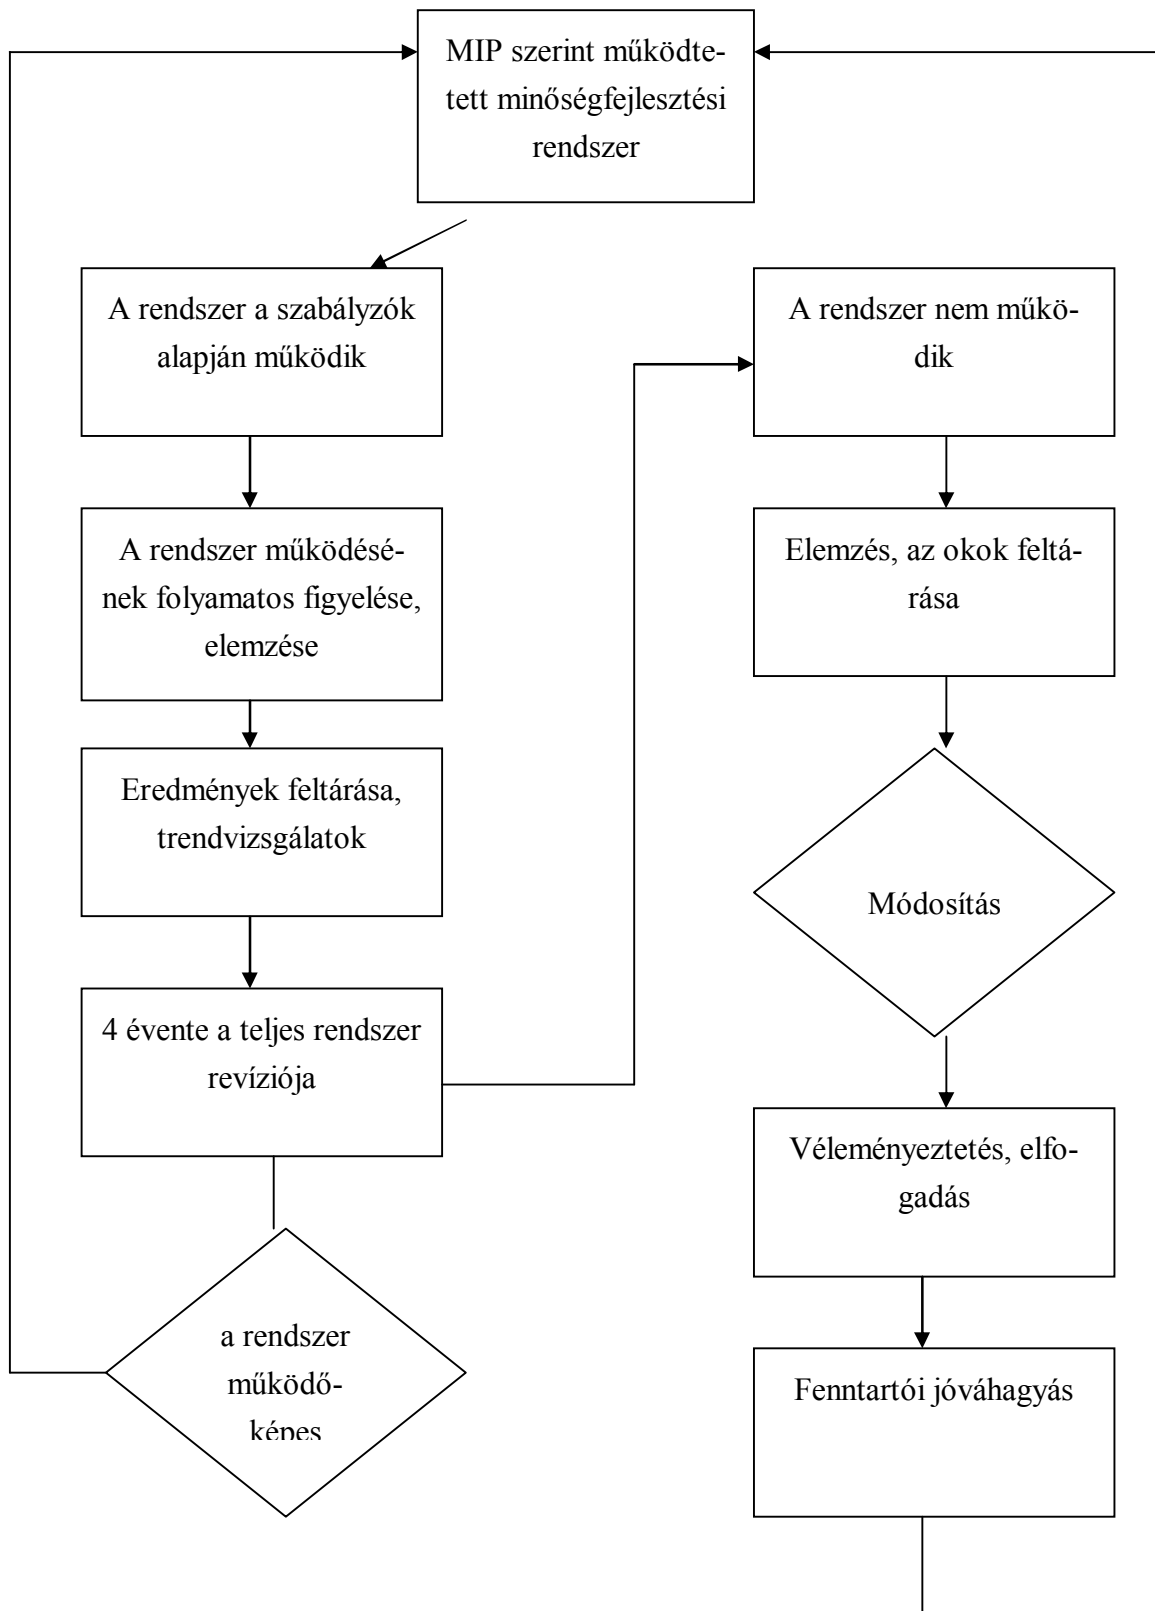 MIP szerint működte-
tett minőségfejlesztési
rendszer
A rendszer a szabályzók
alapján működik
A rendszer működésé-
nek folyamatos figyelése,
elemzése
Eredmények feltárása,
trendvizsgálatok
4 évente a teljes rendszer
revíziója
a rendszer
működő-
képes
A rendszer nem műkö-
dik
Elemzés, az okok feltá-
rása
Módosítás
Véleményeztetés, elfo-
gadás
Fenntartói jóváhagyás